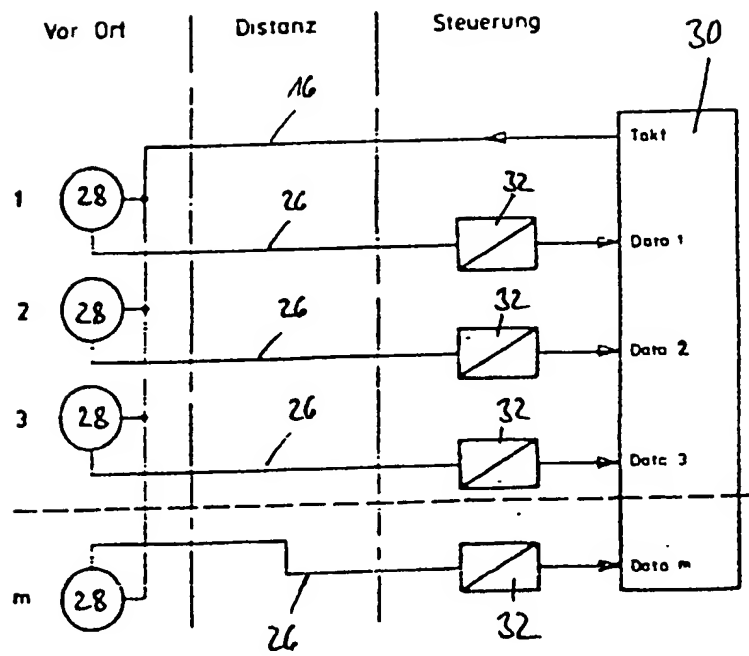 Vor Ort Distanz Steuerung
30
16
Takt
1 28 26 32 Data 1
2 28 26 32 Data 2
3 28 26 32 Data 3
m 28 26 32 Data m